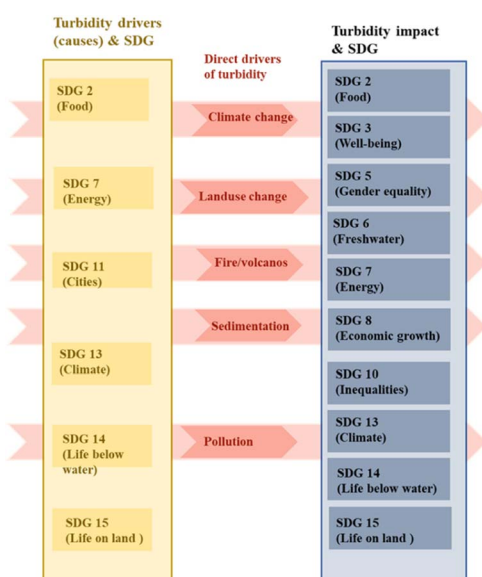 Turbidity drivers
(causes) & SDG
SDG 2
(Food)
SDG 7
(Energy)
SDG 11
(Cities)
SDG 13
(Climate)
SDG 14
(Life below
water)
SDG 15
(Life on land )
Direct drivers
of turbidity
Climate change
Landuse change
Fire/volcanos
Sedimentation
Pollution
Turbidity impact
& SDG
SDG 2
(Food)
SDG 3
(Well-being)
SDG 5
(Gender equality)
SDG 6
(Freshwater)
SDG 7
(Energy)
SDG 8
(Economic growth)
SDG 10
(Inequalities)
SDG 13
(Climate)
SDG 14
(Life below water)
SDG 15
(Life on land )